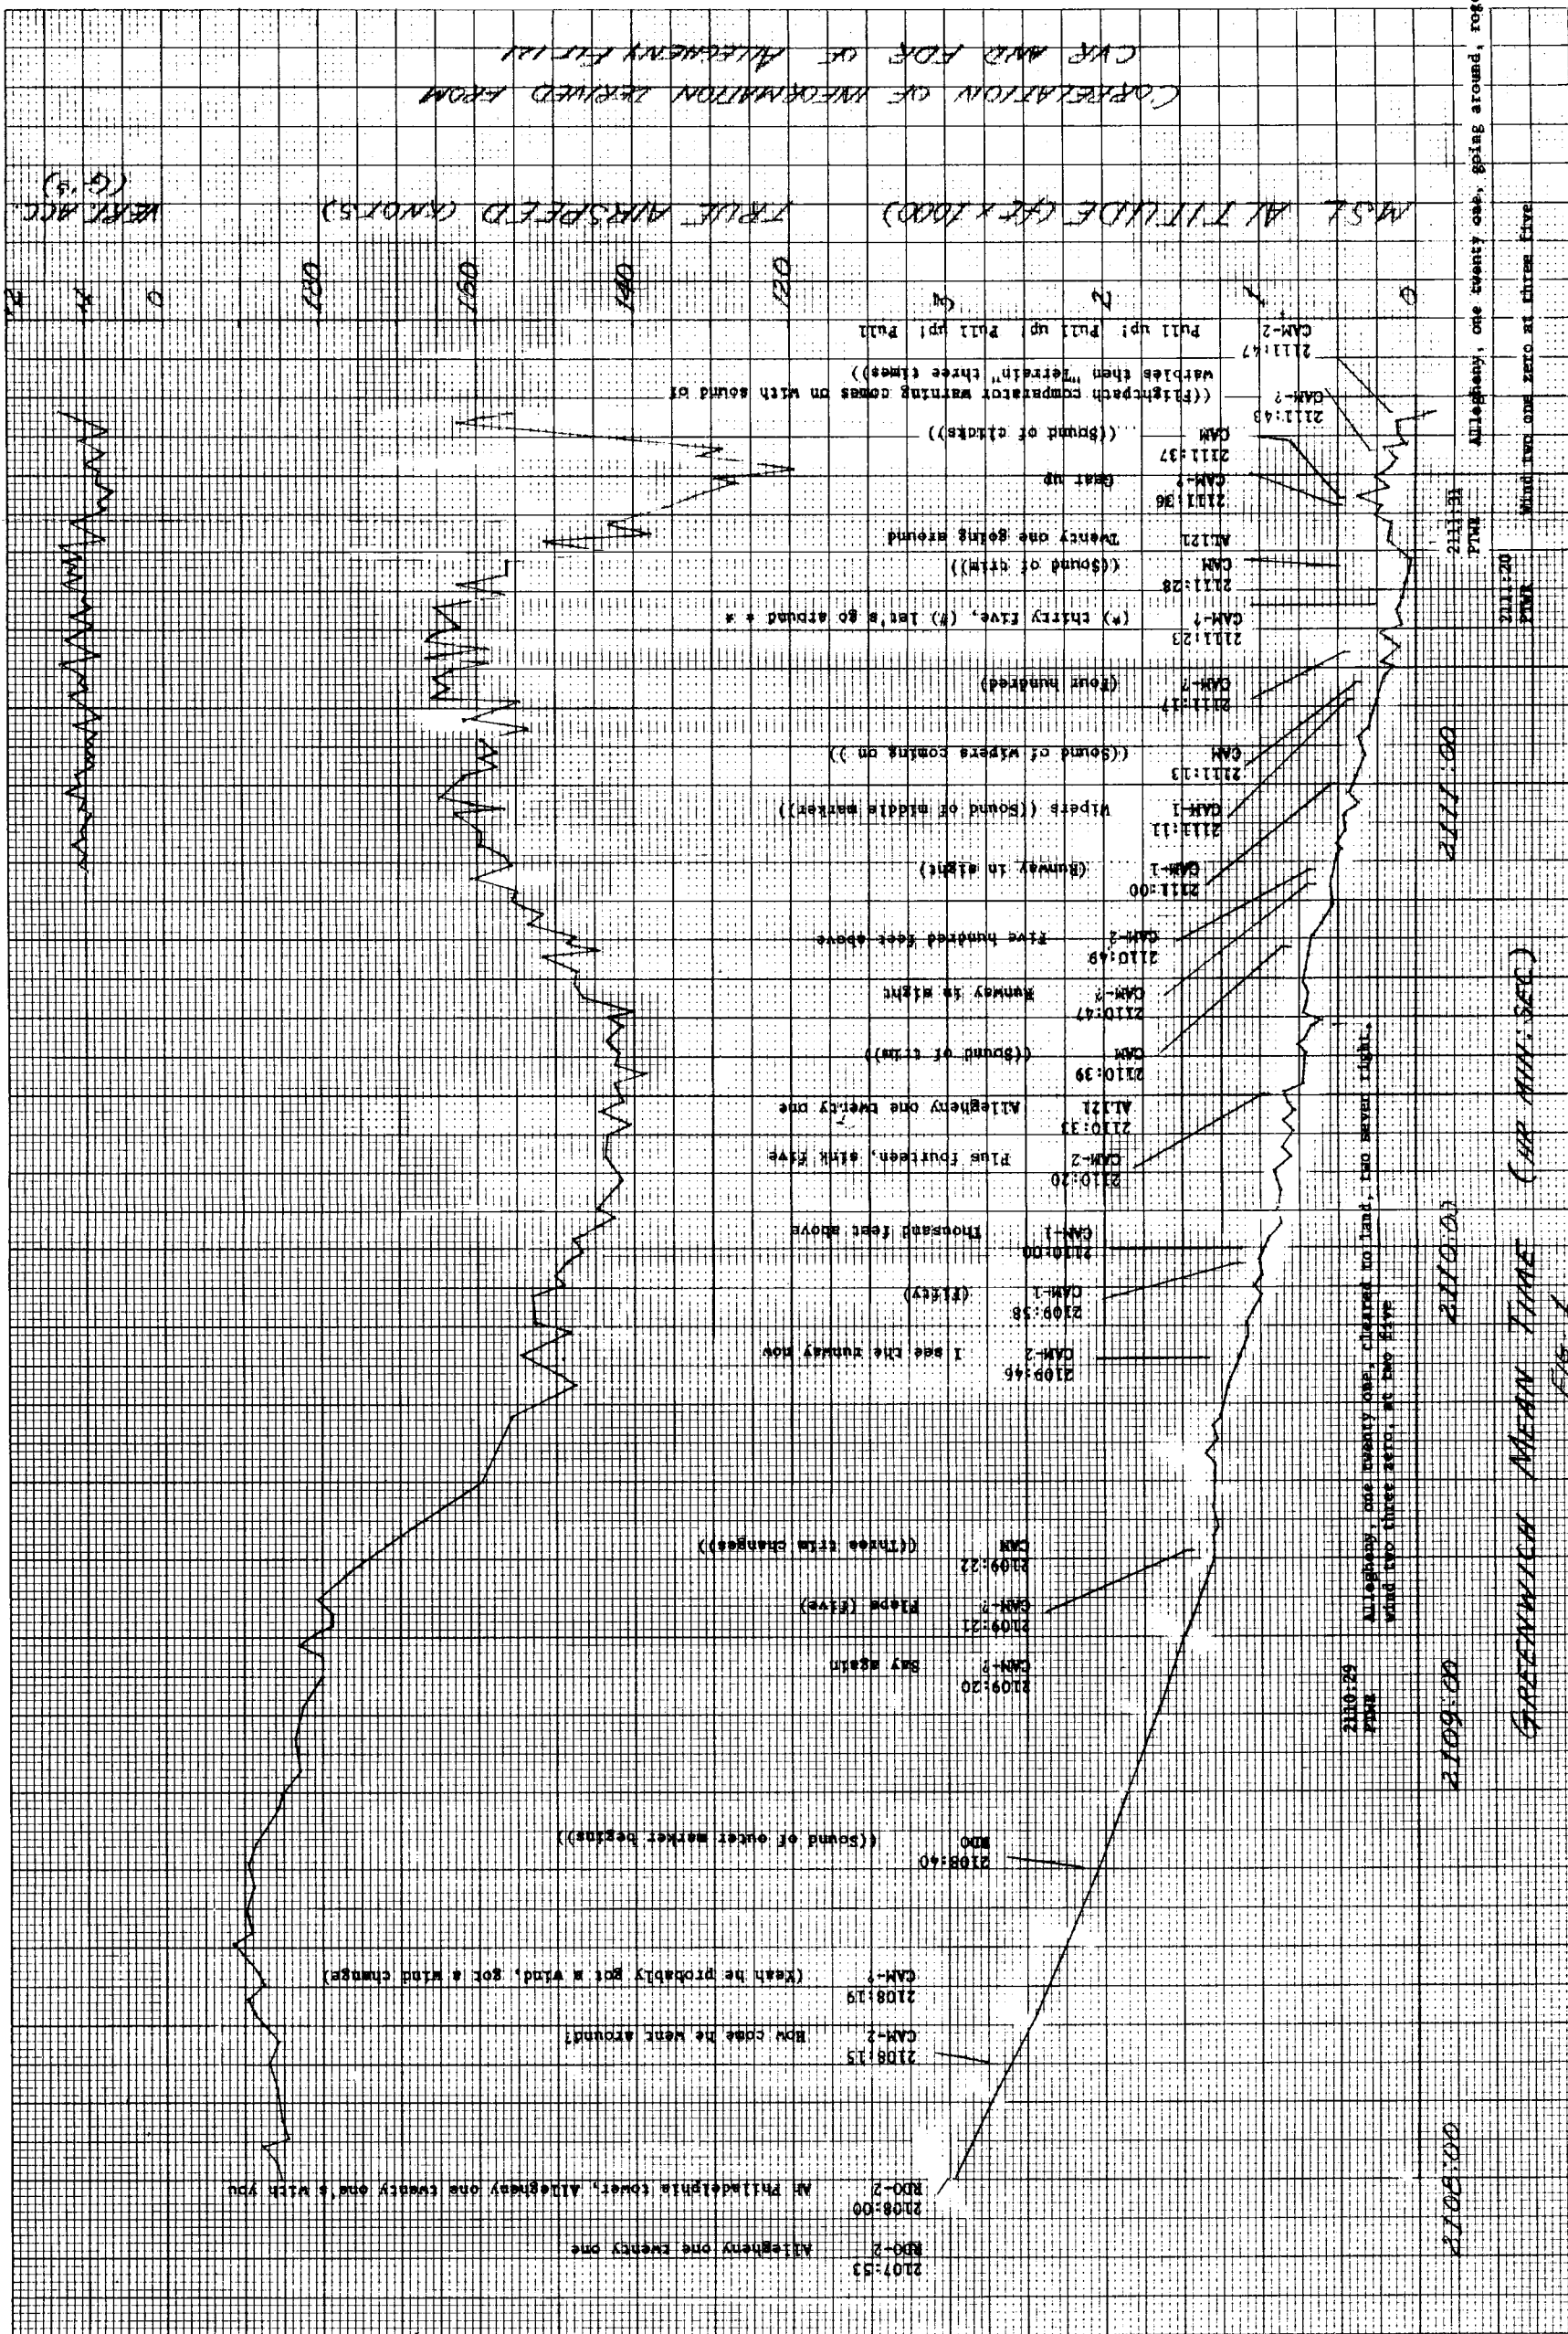 CORRELATION OF INFORMATION DERIVED FROM
CVR AND FDR OF ALLEGHENY FLT 121
MSL ALTITUDE (ft x 1000)
TRUE AIRSPEED (KNOTS)
VERT. ACC.
(G's)
0
1
2
3
120
140
160
180
0
1
2
2107:53
RDO-2 Allegheny one twenty one
2108:00
RDO-2 Ah Philadelphia tower, Allegheny one twenty one's with you
2108:15
CAM-2 How come he went around?
2108:19
CAM-? (Yeah he probably got a wind, got a wind change)
2108:40
RDO ((Sound of outer marker begins))
2109:20
CAM-? Say again
2109:21
CAM-? Flaps (five)
2109:22
CAM ((Three trim changes))
2109:46
CAM-2 I see the runway now
2109:58
CAM-1 (Fifty)
2110:00
CAM-1 Thousand feet above
2110:20
CAM-2 Plus fourteen, sink five
2110:33
AL121 Allegheny one twenty one
2110:39
CAM ((Sound of trim))
2110:47
CAM-? Runway in sight
2110:49
CAM-2 Five hundred feet above
2111:00
CAM-1 (Runway in sight)
2111:11
CAM-1 Wipers ((Sound of middle marker))
2111:13
CAM ((Sound of wipers coming on))
2111:17
CAM-? (Four hundred)
2111:23
CAM-? (*) thirty five, (#) let's go around * *
2111:28
CAM ((Sound of trim))
AL121 Twenty one going around
2111:36
CAM-? Gear up
2111:37
CAM ((Sound of clicks))
2111:43
CAM-? ((Flightpath comparator warning comes on with sound of
warbles then "Terrain" three times))
2111:47
CAM-2 Pull up! Pull up! Pull up! Pull
2110:29
PTWR Allegheny, one twenty one, cleared to land, two seven right.
wind two three zero, at two five
2111:20
PTWR Wind two one zero at three five
2111:31
PTWR Allegheny, one twenty one, going around,
2108:00
2109:00
2110:00
2111:00
GREENWICH MEAN TIME (HR MIN:SEC)
FIG 1